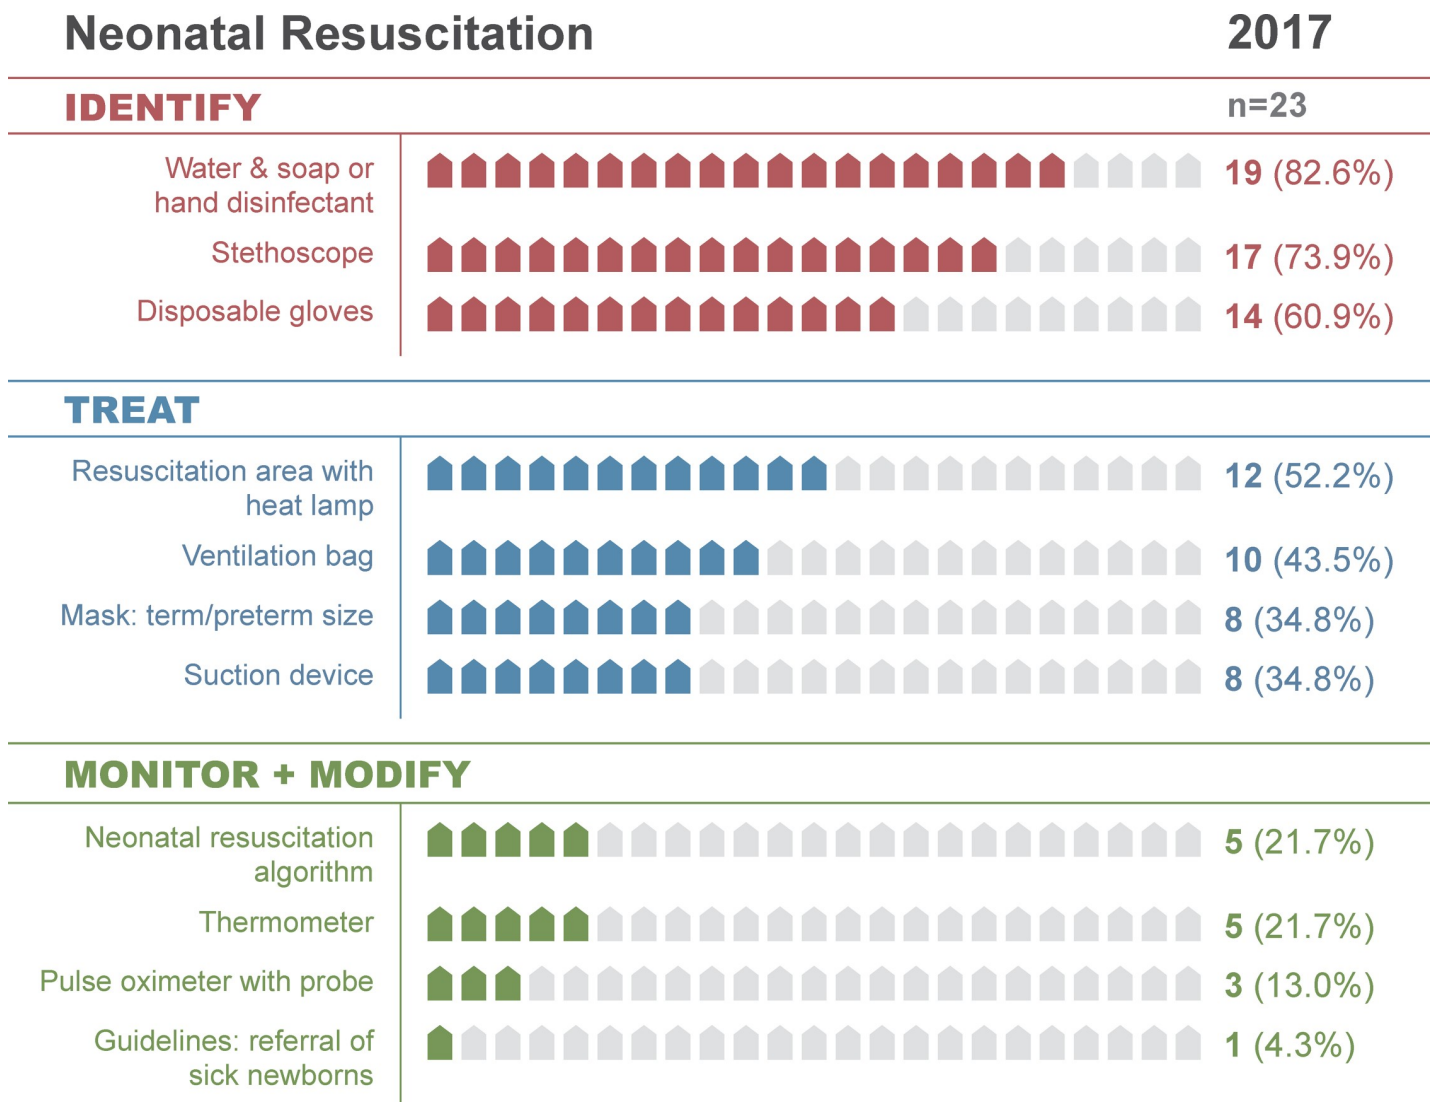 Neonatal Resuscitation 2017
IDENTIFY n=23
Water & soap or
hand disinfectant
19 (82.6%)
Stethoscope 17 (73.9%)
Disposable gloves 14 (60.9%)
TREAT
Resuscitation area with
heat lamp
12 (52.2%)
Ventilation bag 10 (43.5%)
Mask: term/preterm size 8 (34.8%)
Suction device 8 (34.8%)
MONITOR + MODIFY
Neonatal resuscitation
algorithm
5 (21.7%)
Thermometer 5 (21.7%)
Pulse oximeter with probe 3 (13.0%)
Guidelines: referral of
sick newborns
1 (4.3%)